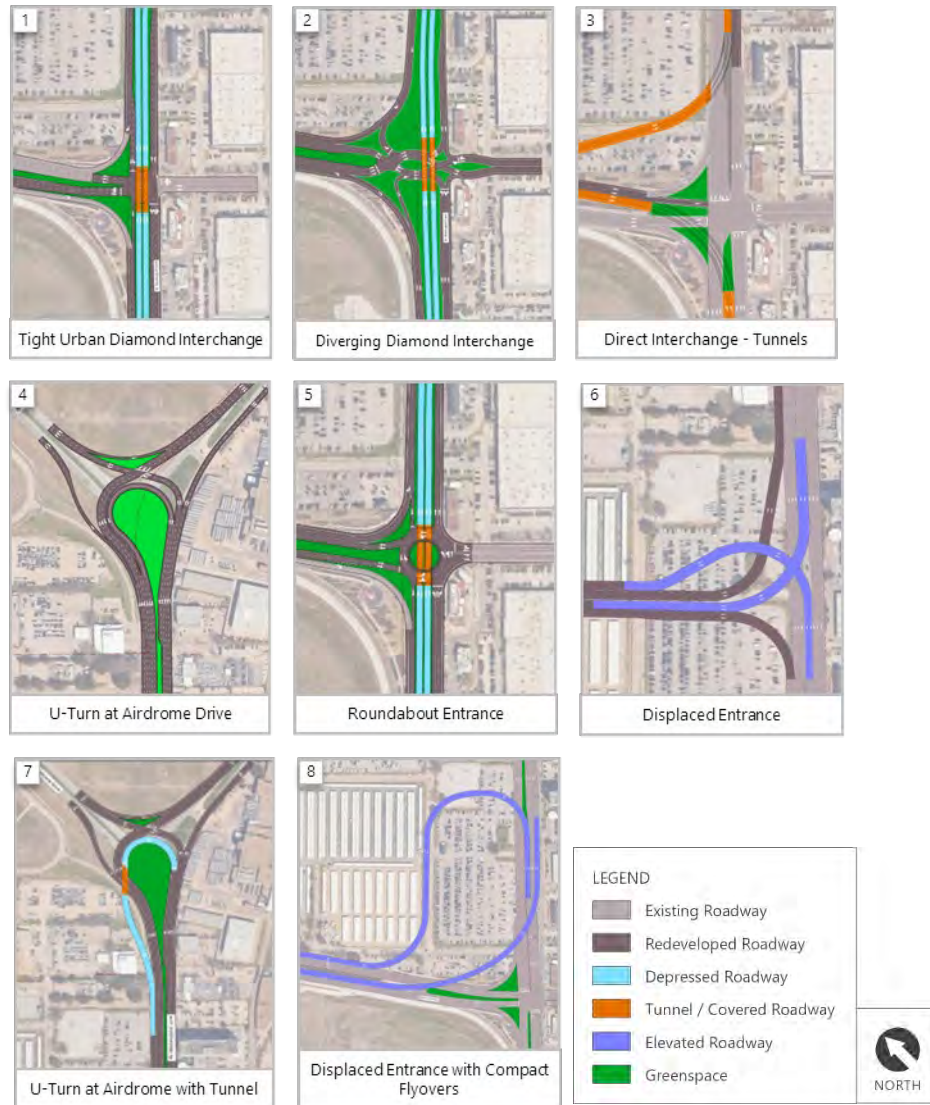 1
2
3
Tight Urban Diamond Interchange
Diverging Diamond Interchange
Direct Interchange - Tunnels
4
5
6
U-Turn at Airdrome Drive
Roundabout Entrance
Displaced Entrance
7
8
U-Turn at Airdrome with Tunnel
Displaced Entrance with Compact
Flyovers
LEGEND
Existing Roadway
Redeveloped Roadway
Depressed Roadway
Tunnel / Covered Roadway
Elevated Roadway
Greenspace
NORTH